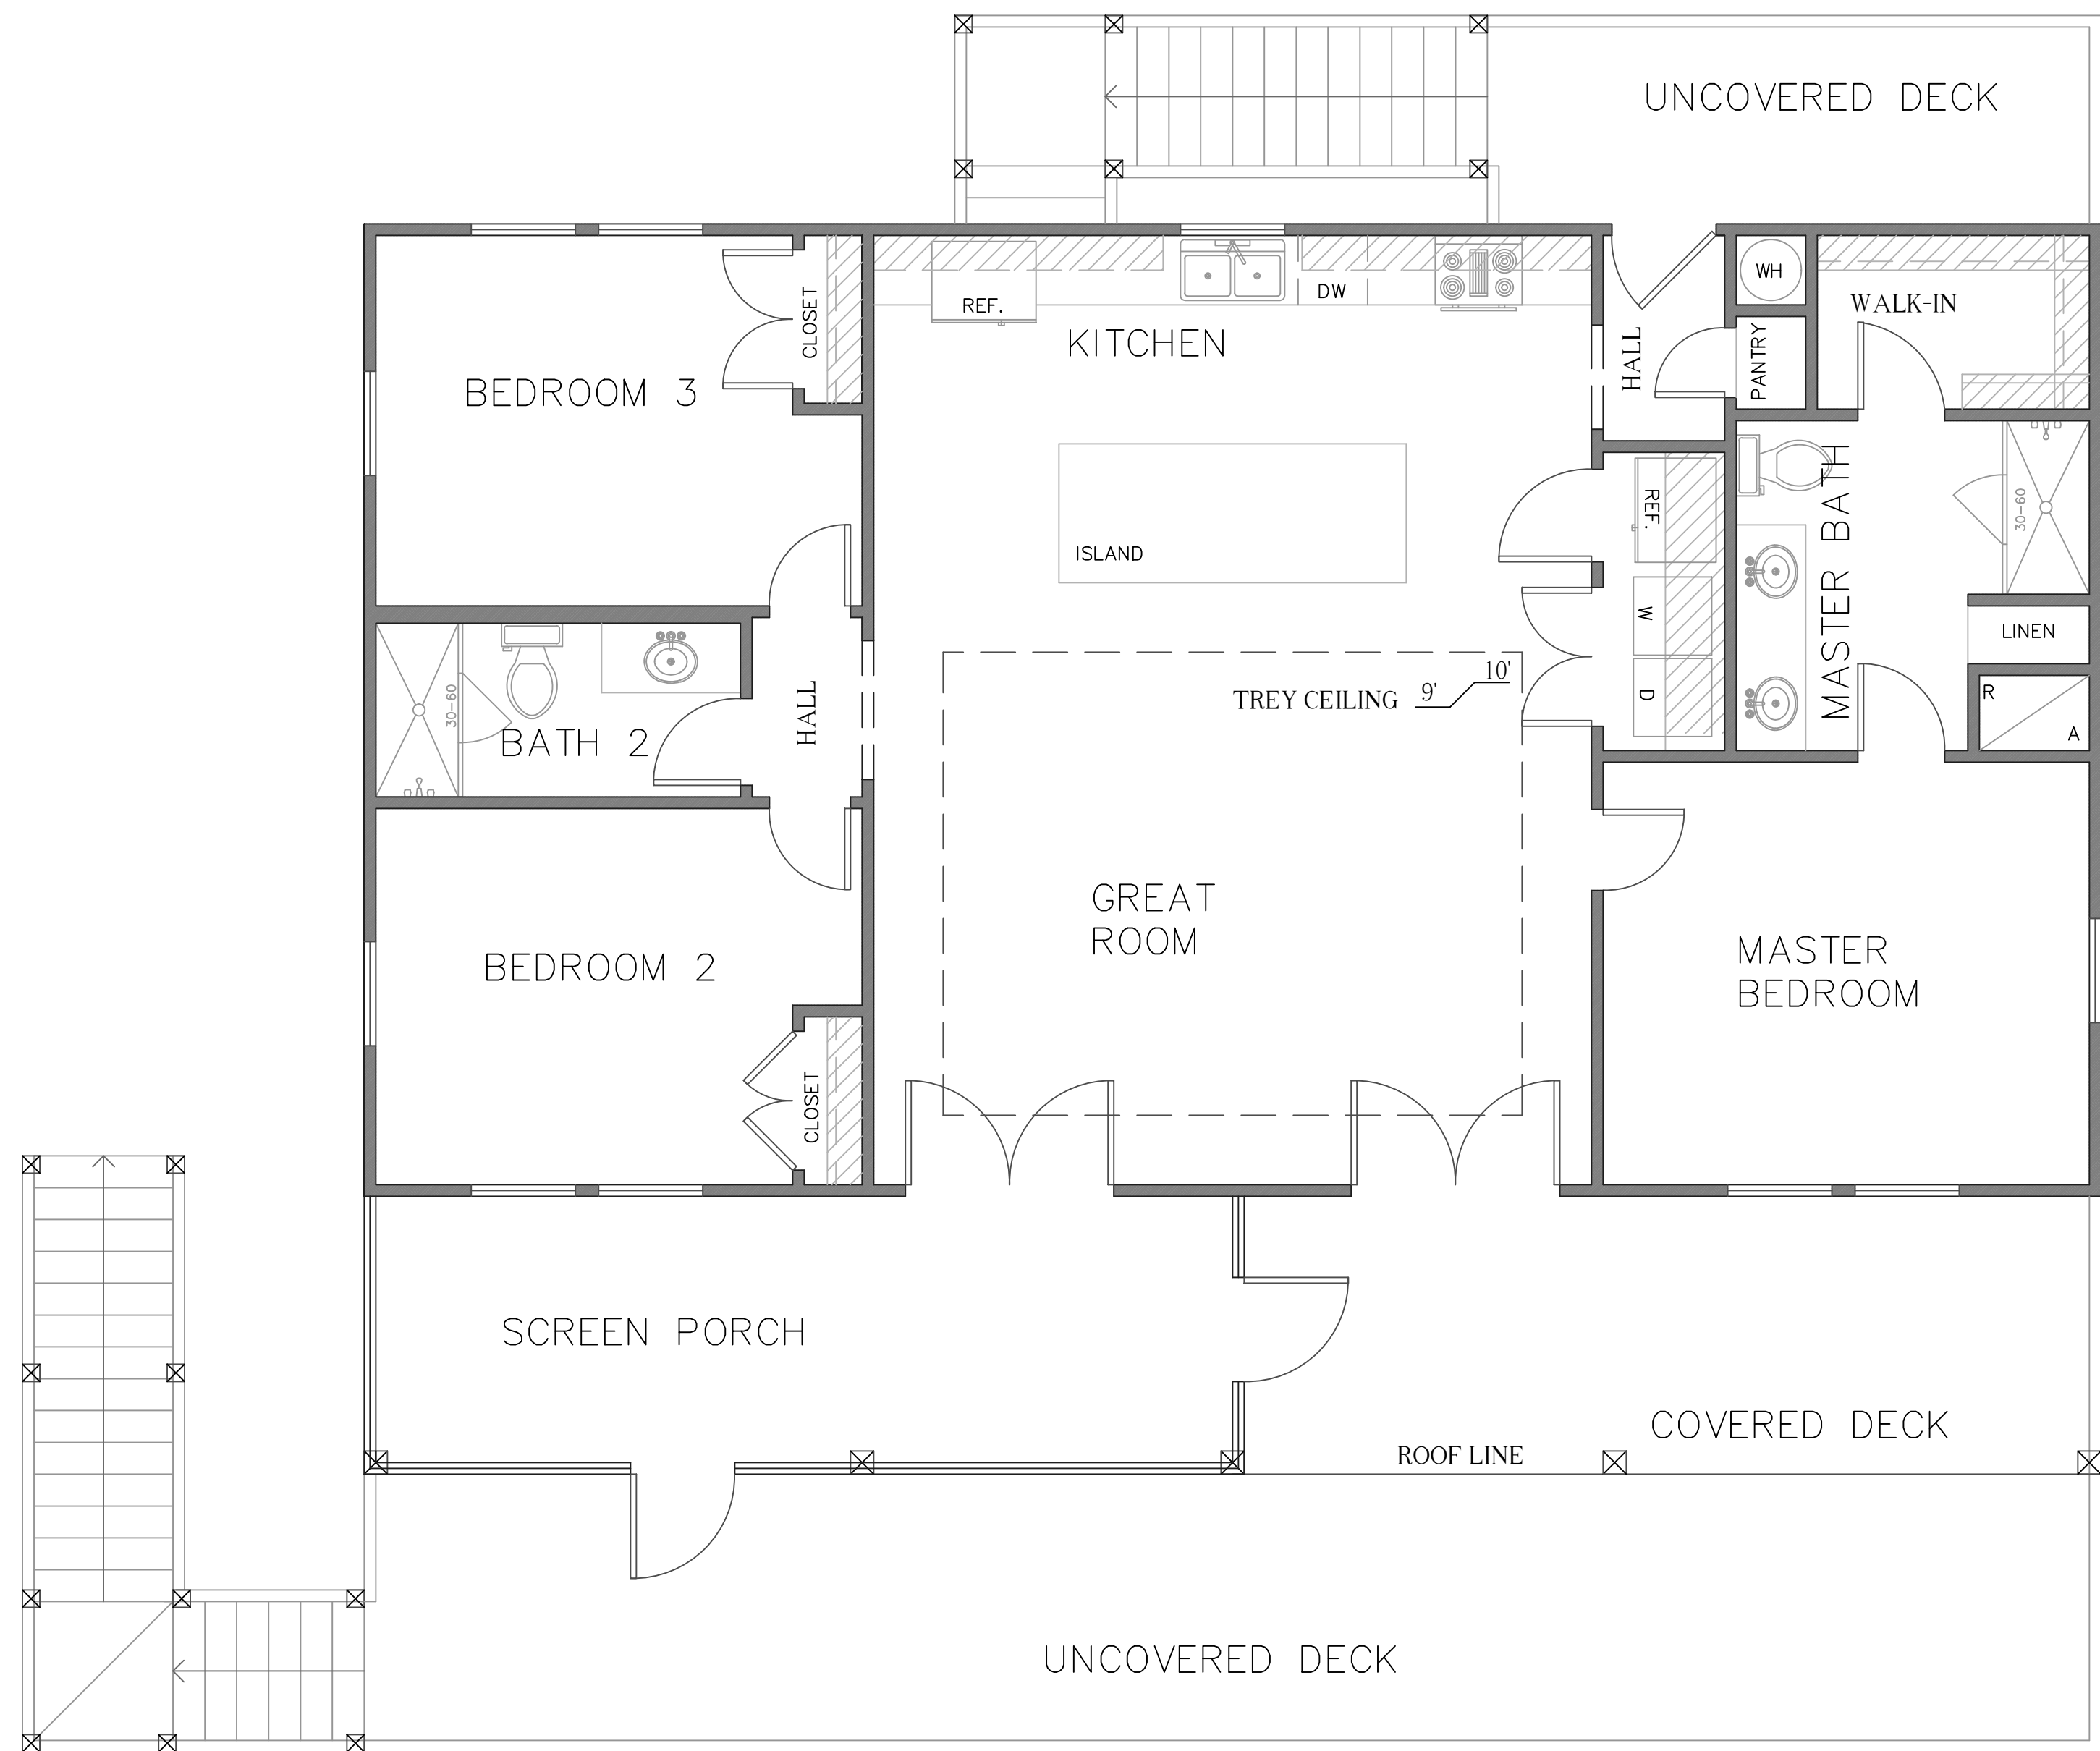 UNCOVERED DECK
WH
REF.
DW
WALK-IN
CLOSET
KITCHEN
HALL
PANTRY
BEDROOM 3
MASTER BATH
REF.
30-60
ISLAND
W
LINEN
D
R
A
10'
9'
TREY CEILING
30-60
HALL
BATH 2
GREAT
ROOM
MASTER
BEDROOM
BEDROOM 2
CLOSET
SCREEN PORCH
COVERED DECK
ROOF LINE
UNCOVERED DECK